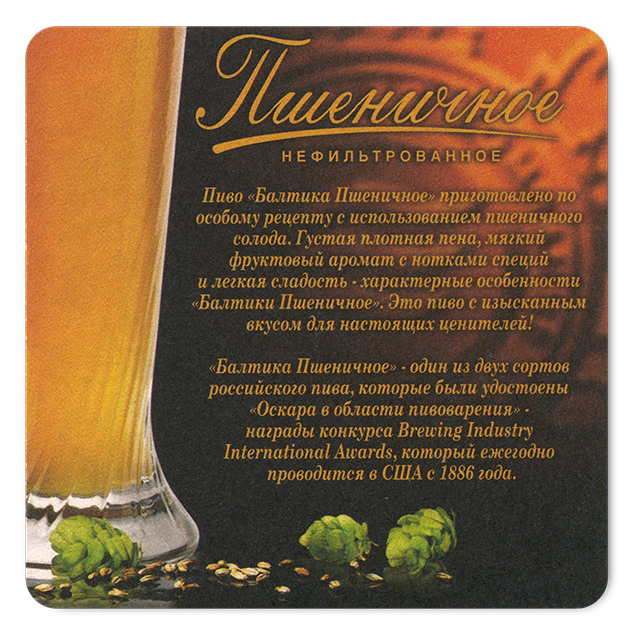 Пшеничное
НЕФИЛЬТРОВАННОЕ
Пиво «Балтика Пшеничное» приготовлено по
особому рецепту с использованием пшеничного
солода. Густая плотная пена, мягкий
фруктовый аромат с нотками специй
и легкая сладость - характерные особенности
«Балтики Пшеничное». Это пиво с изысканным
вкусом для настоящих ценителей!
«Балтика Пшеничное» - один из двух сортов
российского пива, которые были удостоены
«Оскара в области пивоварения» -
награды конкурса Brewing Industry
International Awards, который ежегодно
проводится в США с 1886 года.